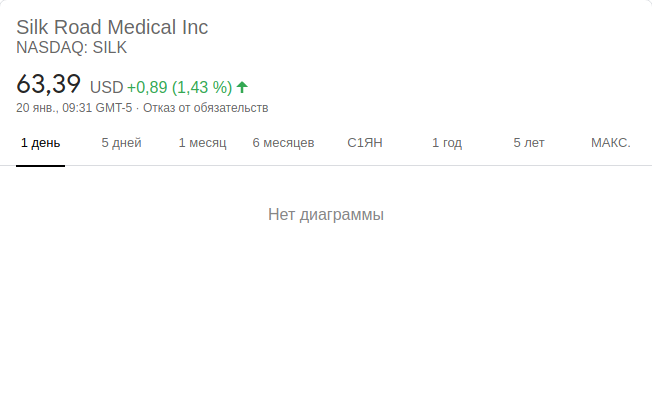 Silk Road Medical Inc
NASDAQ: SILK
63,39 USD +0,89 (1,43 %)
20 янв., 09:31 GMT-5 · Отказ от обязательств
1 день 5 дней 1 месяц 6 месяцев С1ЯН 1 год 5 лет МАКС.
Нет диаграммы